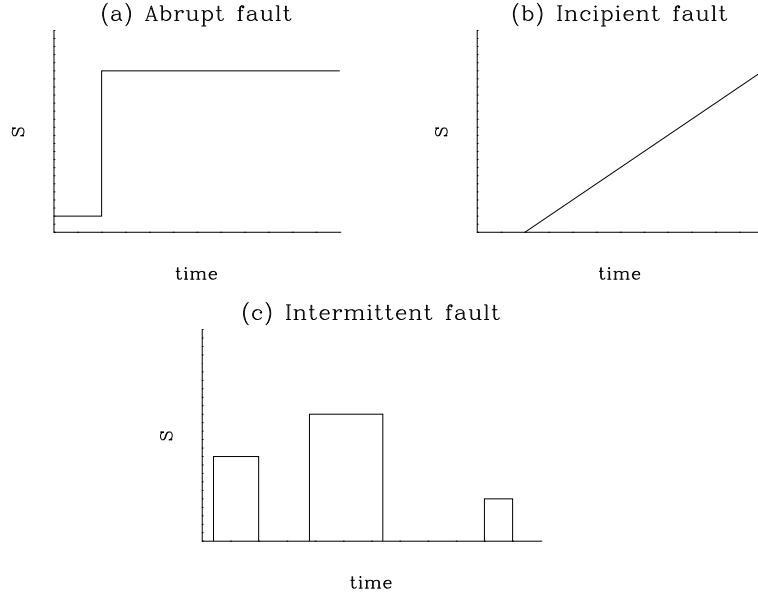 (a) Abrupt fault
S
time
(b) Incipient fault
S
time
(c) Intermittent fault
S
time